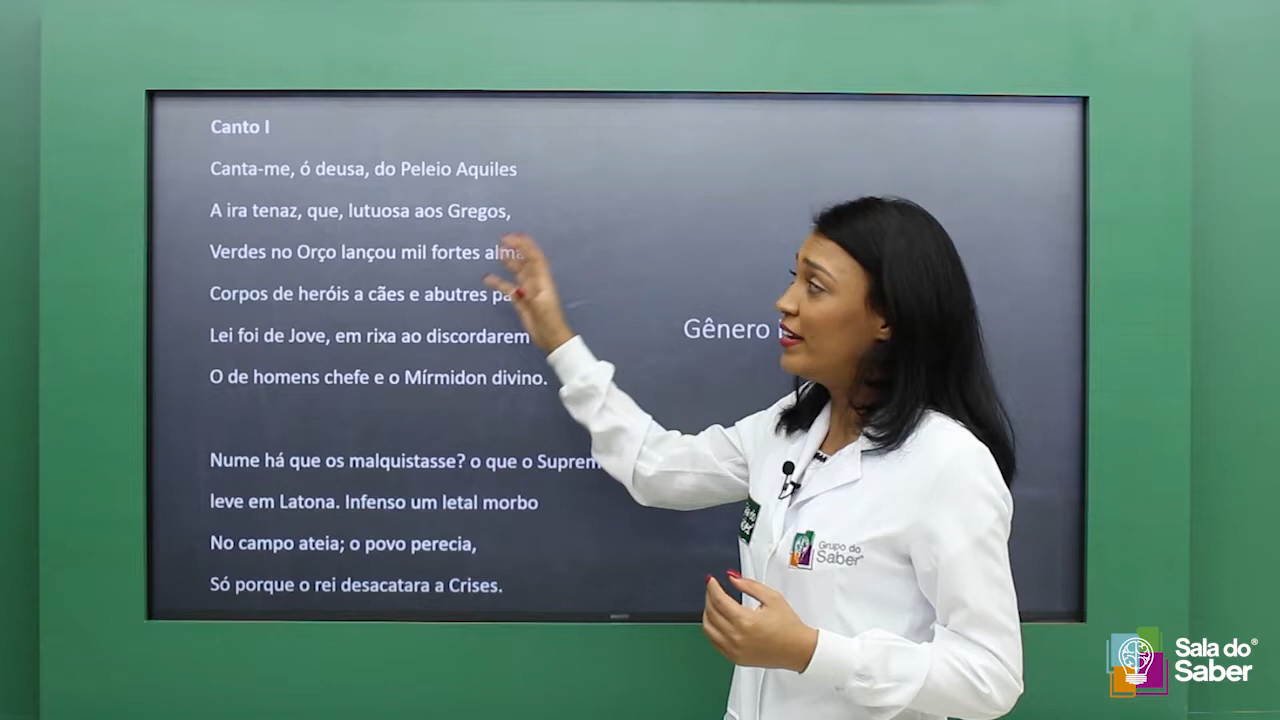 Canto I
Canta-me, ó deusa, do Peleio Aquiles
A ira tenaz, que, lutuosa aos Gregos,
Verdes no Orço lançou mil fortes
Corpos de heróis a cães e abutres
Lei foi de Jove, em rixa ao discordarem
O de homens chefe e o Mírmidon divino.
Nume há que os malquistasse? o que o
leve em Latona. Infenso um letal morbo
No campo ateia; o povo perecia,
Só porque o rei desacatara a Crises.
Gênero
Grupo do
Saber
Sala do
Saber